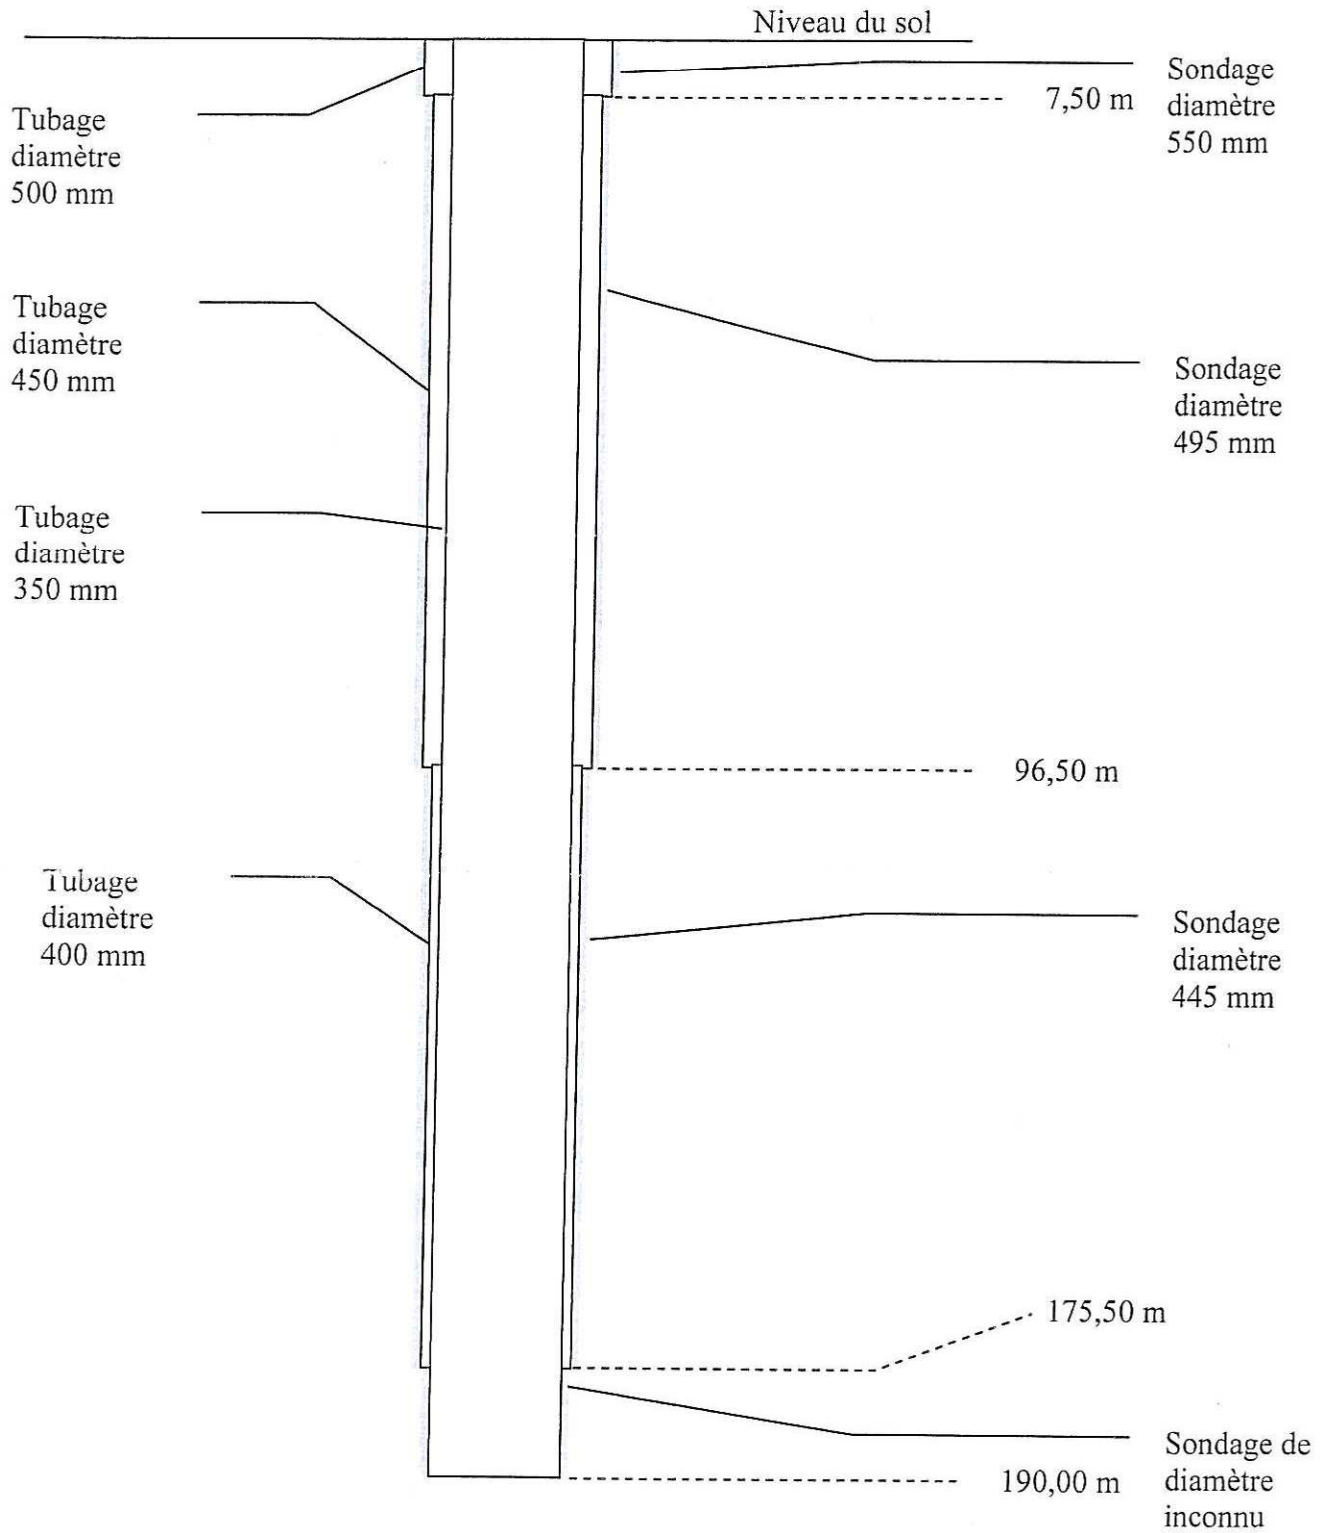 Niveau du sol
Sondage
diamètre
550 mm
7,50 m
Tubage
diamètre
500 mm
Tubage
diamètre
450 mm
Sondage
diamètre
495 mm
Tubage
diamètre
350 mm
96,50 m
Tubage
diamètre
400 mm
Sondage
diamètre
445 mm
175,50 m
190,00 m
Sondage de
diamètre
inconnu